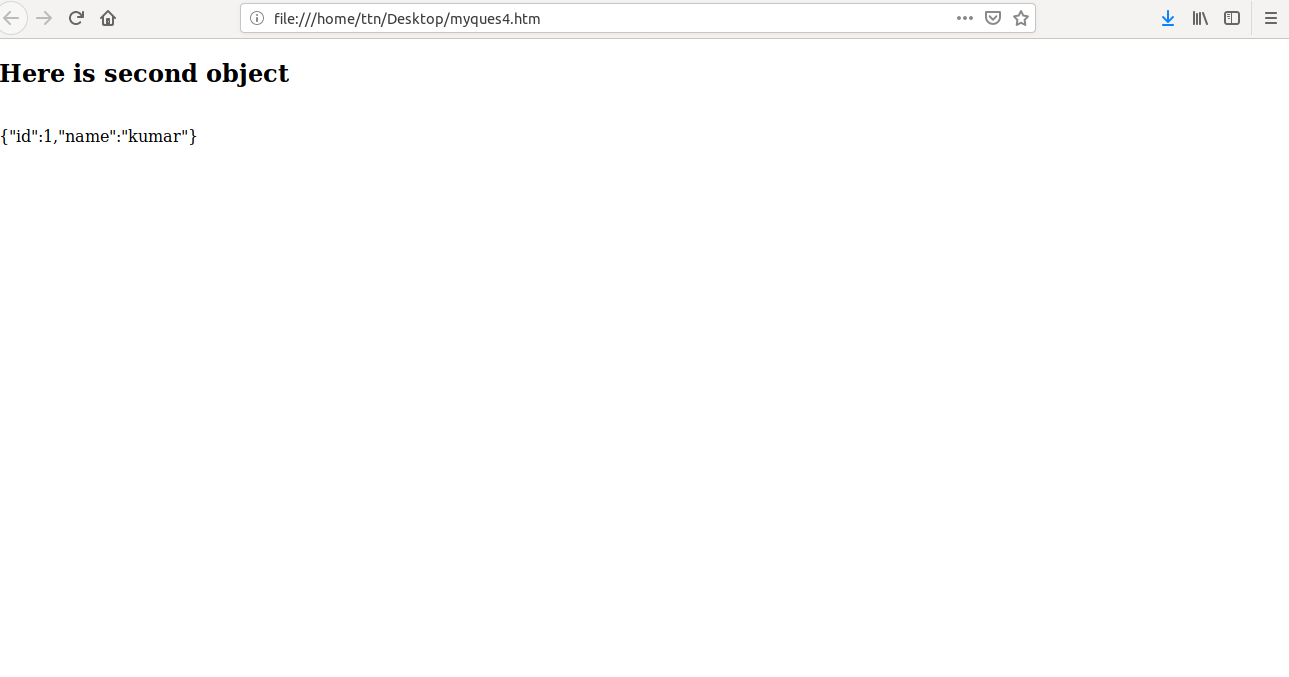 file:///home/ttn/Desktop/myques4.htm
Here is second object
{"id":1,"name":"kumar"}